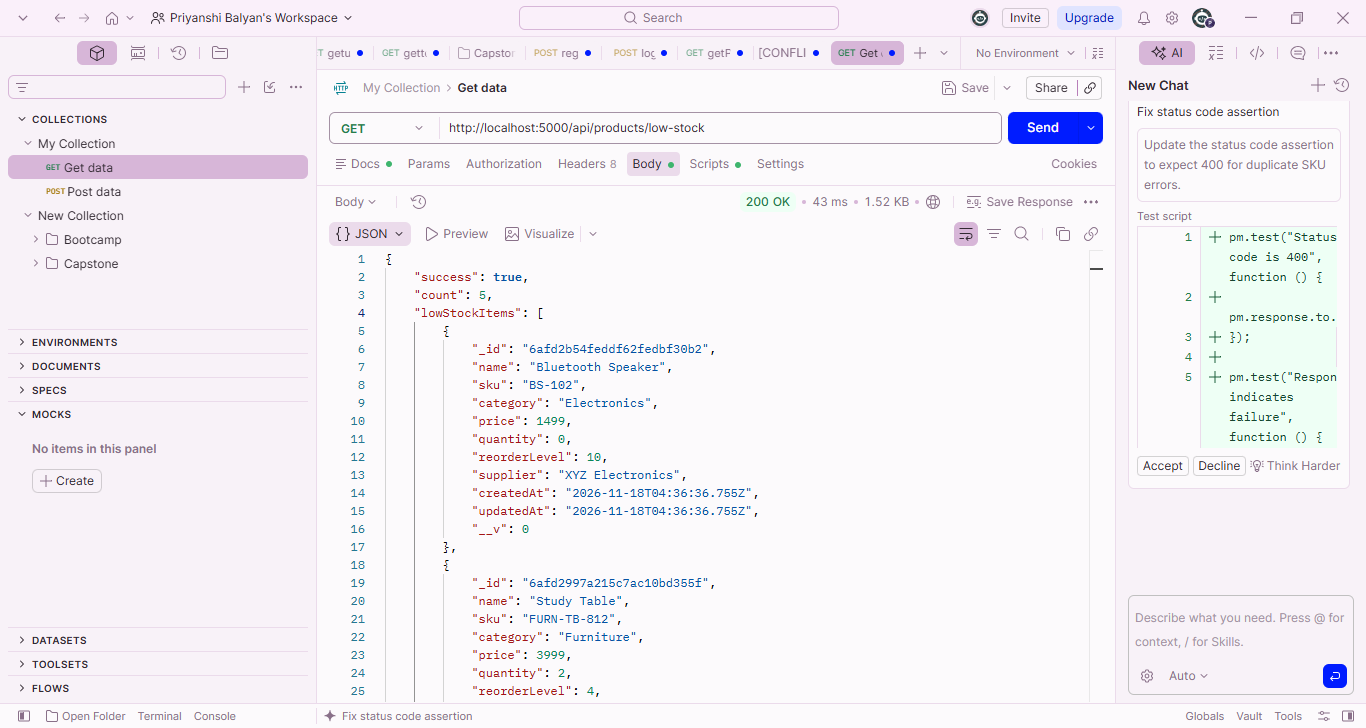 Priyanshi Balyan's Workspace
Search
Invite
Upgrade
getu
GET gett
Capsto
POST reg
POST log
GET getF
[CONFLI
GET Get
No Environment
AI
My Collection > Get data
Save
Share
New Chat
GET
http://localhost:5000/api/products/low-stock
Send
Docs
Params
Authorization
Headers 8
Body
Scripts
Settings
Cookies
Body
200 OK • 43 ms • 1.52 KB
e.g. Save Response
{} JSON
Preview
Visualize
COLLECTIONS
My Collection
GET Get data
POST Post data
New Collection
Bootcamp
Capstone
ENVIRONMENTS
DOCUMENTS
SPECS
MOCKS
No items in this panel
Create
DATASETS
TOOLSETS
FLOWS
1 {
2 "success": true,
3 "count": 5,
4 "lowStockItems": [
5 {
6 "_id": "6afd2b54feddf62fedbf30b2",
7 "name": "Bluetooth Speaker",
8 "sku": "BS-102",
9 "category": "Electronics",
10 "price": 1499,
11 "quantity": 0,
12 "reorderLevel": 10,
13 "supplier": "XYZ Electronics",
14 "createdAt": "2026-11-18T04:36:36.755Z",
15 "updatedAt": "2026-11-18T04:36:36.755Z",
16 "__v": 0
17 },
18 {
19 "_id": "6afd2997a215c7ac10bd355f",
20 "name": "Study Table",
21 "sku": "FURN-TB-812",
22 "category": "Furniture",
23 "price": 3999,
24 "quantity": 2,
25 "reorderLevel": 4,
Fix status code assertion
Update the status code assertion
to expect 400 for duplicate SKU
errors.
Test script
1 + pm.test("Status
code is 400",
function () {
2 +
pm.response.to.
3 + });
4 +
5 + pm.test("Respon
indicates
failure",
function () {
Accept
Decline
Think Harder
Describe what you need. Press @ for
context, / for Skills.
Auto
Open Folder
Terminal
Console
Fix status code assertion
Globals
Vault
Tools